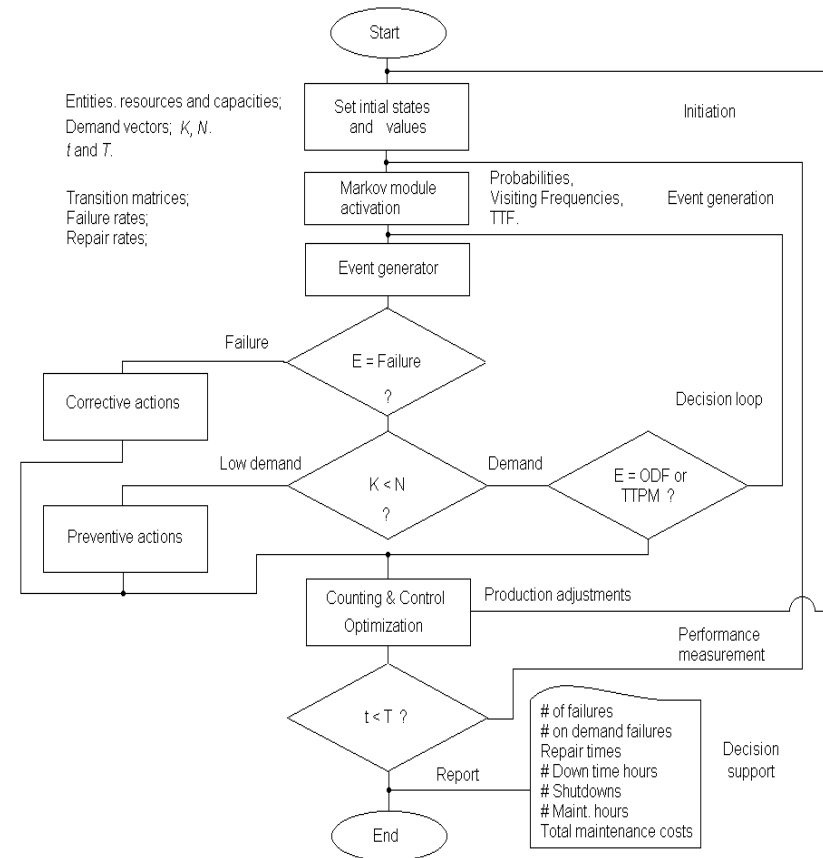 Start
Entities. resources and capacities;
Demand vectors; K, N.
t and T.
Set intial states
and values
Initiation
Transition matrices;
Failure rates;
Repair rates;
Markov module
activation
Probabilities,
Visiting Frequencies,
TTF.
Event generation
Event generator
Failure
E = Failure
?
Corrective actions
Decision loop
Low demand
K < N
?
Demand
E = ODF or
TTPM ?
Preventive actions
Counting & Control
Optimization
Production adjustments
Performance
measurement
t < T ?
# of failures
# on demand failures
Repair times
# Down time hours
# Shutdowns
# Maint. hours
Total maintenance costs
Decision
support
Report
End